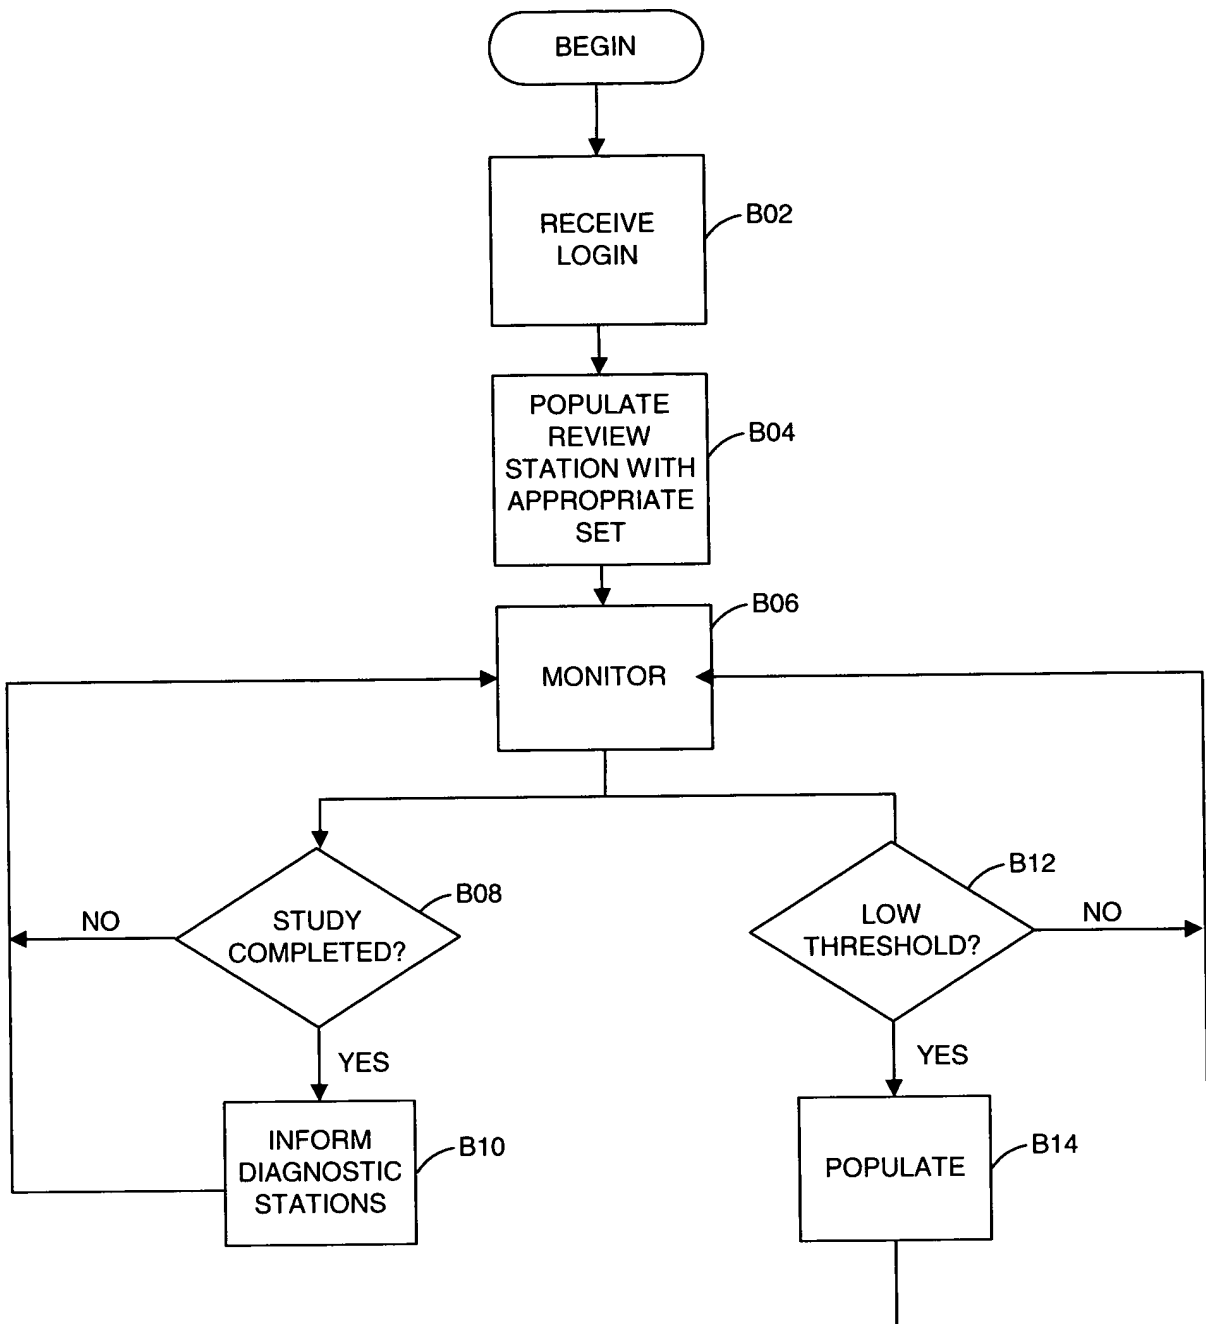 BEGIN
RECEIVE
LOGIN
B02
POPULATE
REVIEW
STATION WITH
APPROPRIATE
SET
B04
MONITOR
B06
STUDY
COMPLETED?
B08
NO
YES
INFORM
DIAGNOSTIC
STATIONS
B10
LOW
THRESHOLD?
B12
NO
YES
POPULATE
B14